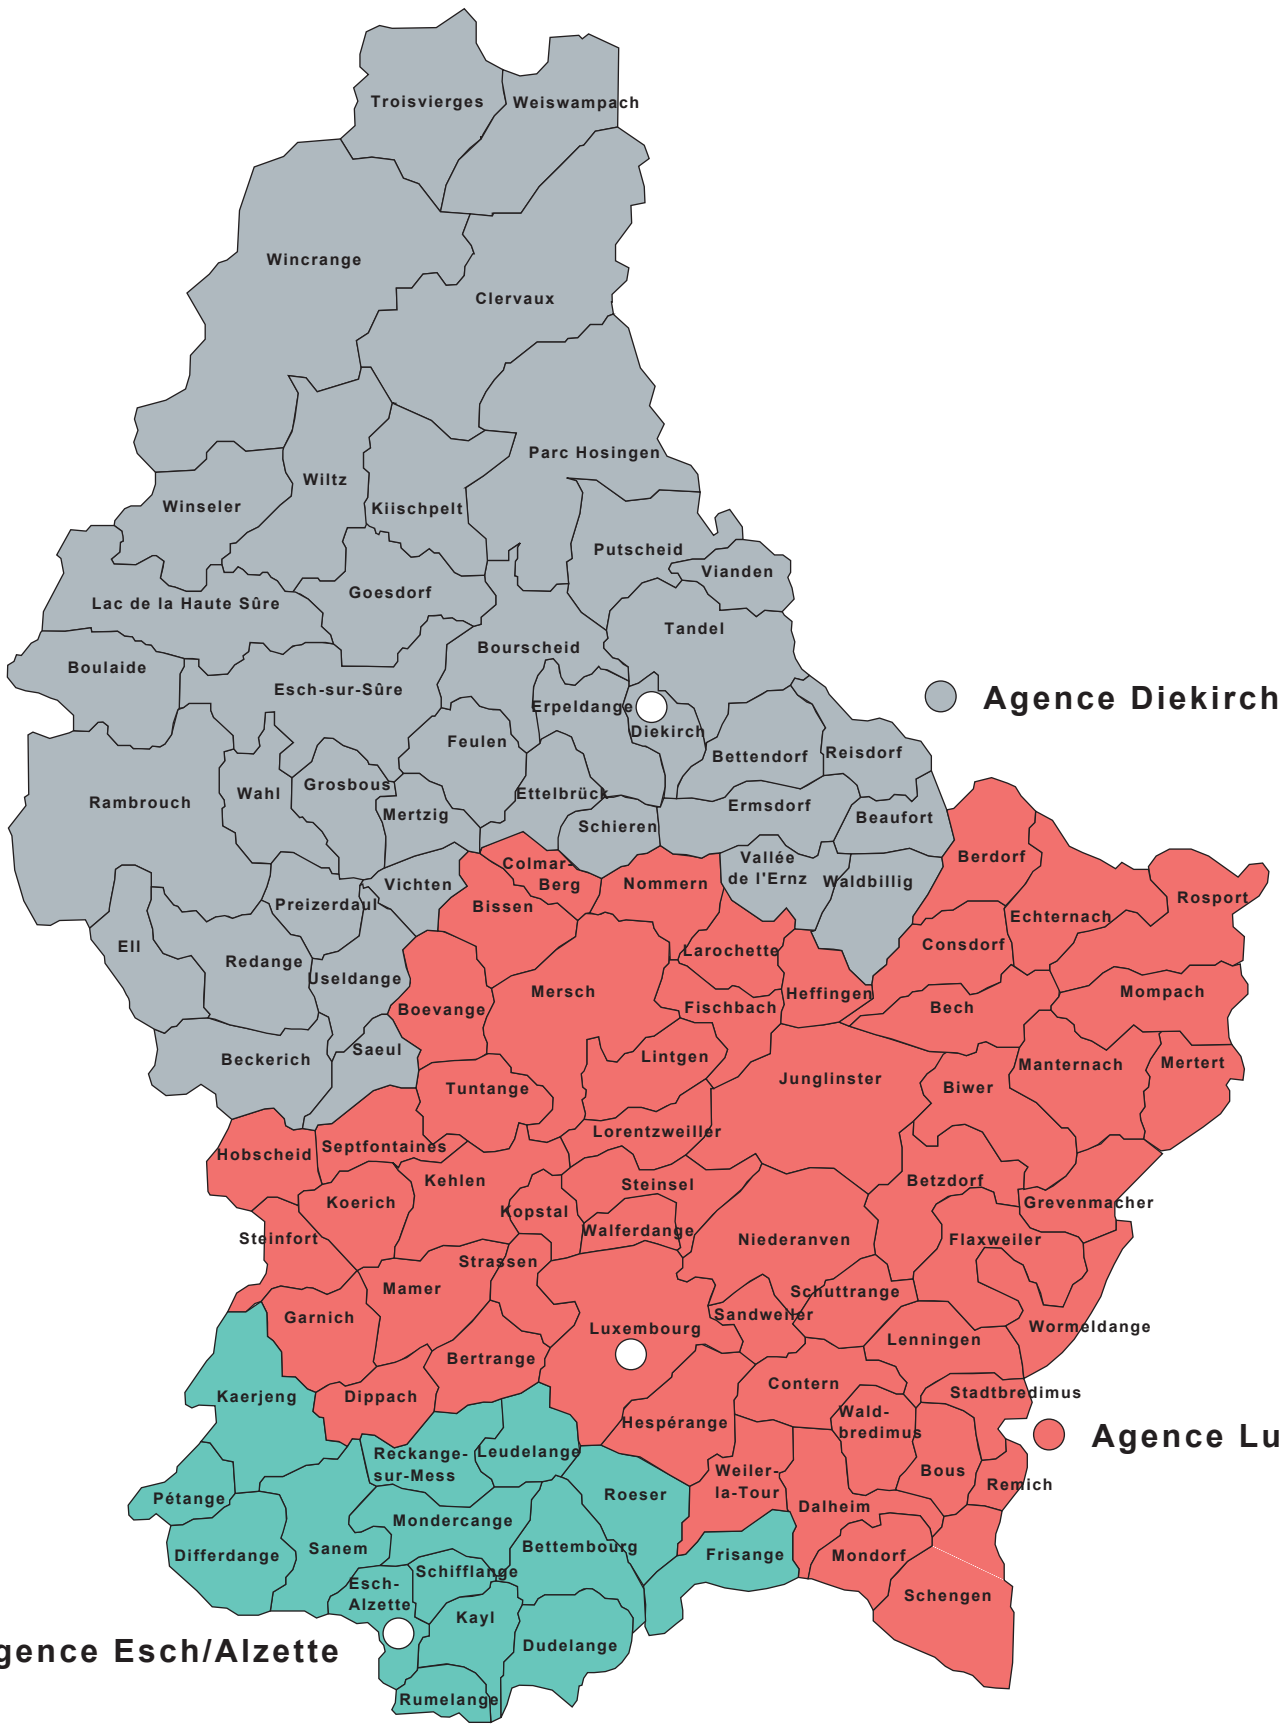 Troisvierges
Weiswampach
Wincrange
Clervaux
Parc Hosingen
Wiltz
Winseler
Kiischpelt
Putscheid
Vianden
Goesdorf
Lac de la Haute Sûre
Tandel
Bourscheid
Boulaide
Esch-sur-Sûre
Agence Diekirch
Erpeldange
Diekirch
Feulen
Bettendorf
Reisdorf
Grosbous
Wahl
Ettelbrück
Rambrouch
Ermsdorf
Mertzig
Beaufort
Schieren
Vallée
de l'Ernz
Berdorf
Colmar-
Berg
Nommern
Waldbillig
Vichten
Rosport
Preizerdaul
Bissen
Echternach
Ell
Consdorf
Larochette
Redange
Useldange
Mersch
Heffingen
Mompach
Boevange
Fischbach
Bech
Saeul
Beckerich
Lintgen
Manternach
Mertert
Junglinster
Tuntange
Biwer
Lorentzweiller
Septfontaines
Hobscheid
Kehlen
Betzdorf
Steinsel
Koerich
Grevenmacher
Kopstal
Walferdange
Steinfort
Niederanven
Flaxweiler
Strassen
Mamer
Schuttrange
Garnich
Sandweiler
Luxembourg
Wormeldange
Lenningen
Bertrange
Contern
Stadtbredimus
Kaerjeng
Dippach
Wald-
bredimus
Hespérange
Agence Lu
Reckange-
sur-Mess
Leudelange
Weiler-
la-Tour
Bous
Remich
Pétange
Roeser
Dalheim
Mondercange
Sanem
Bettembourg
Differdange
Frisange
Mondorf
Schifflange
Esch-
Alzette
Schengen
Kayl
Dudelange
gence Esch/Alzette
Rumelange